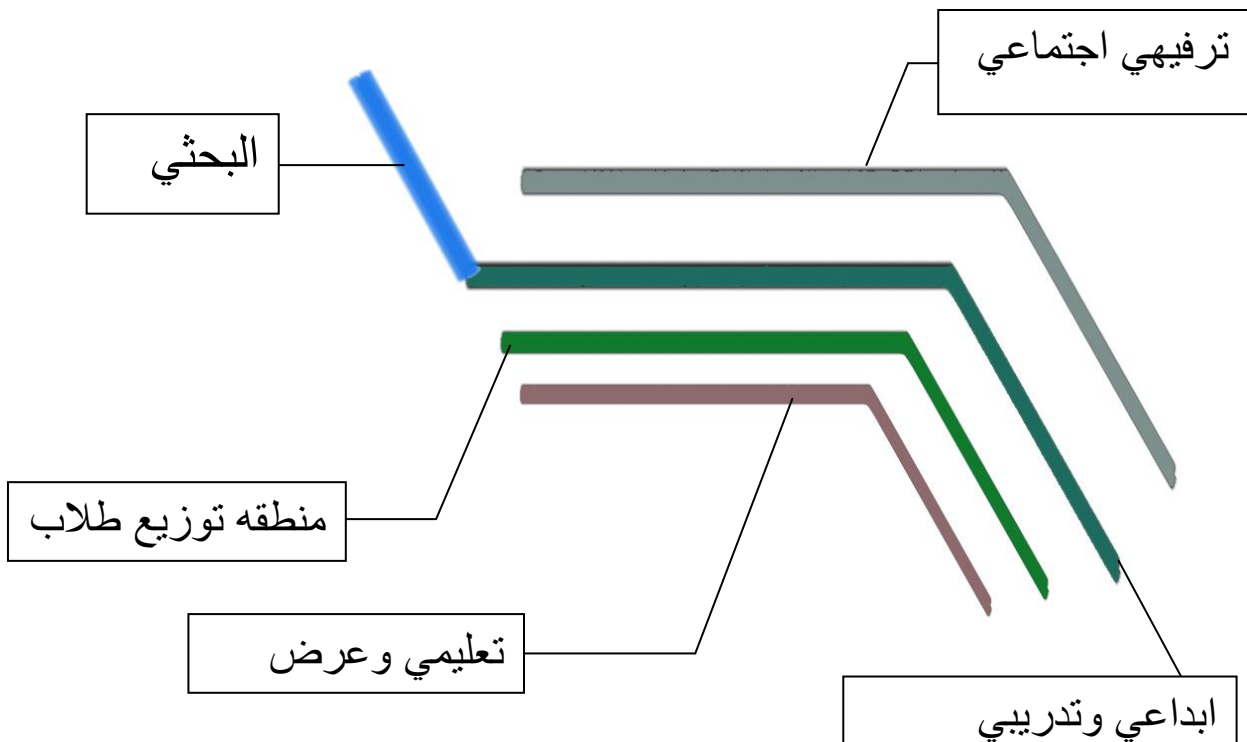 ترفيهي اجتماعي
البحثي
منطقه توزيع طلاب
تعليمي وعرض
ابداعي وتدريبي